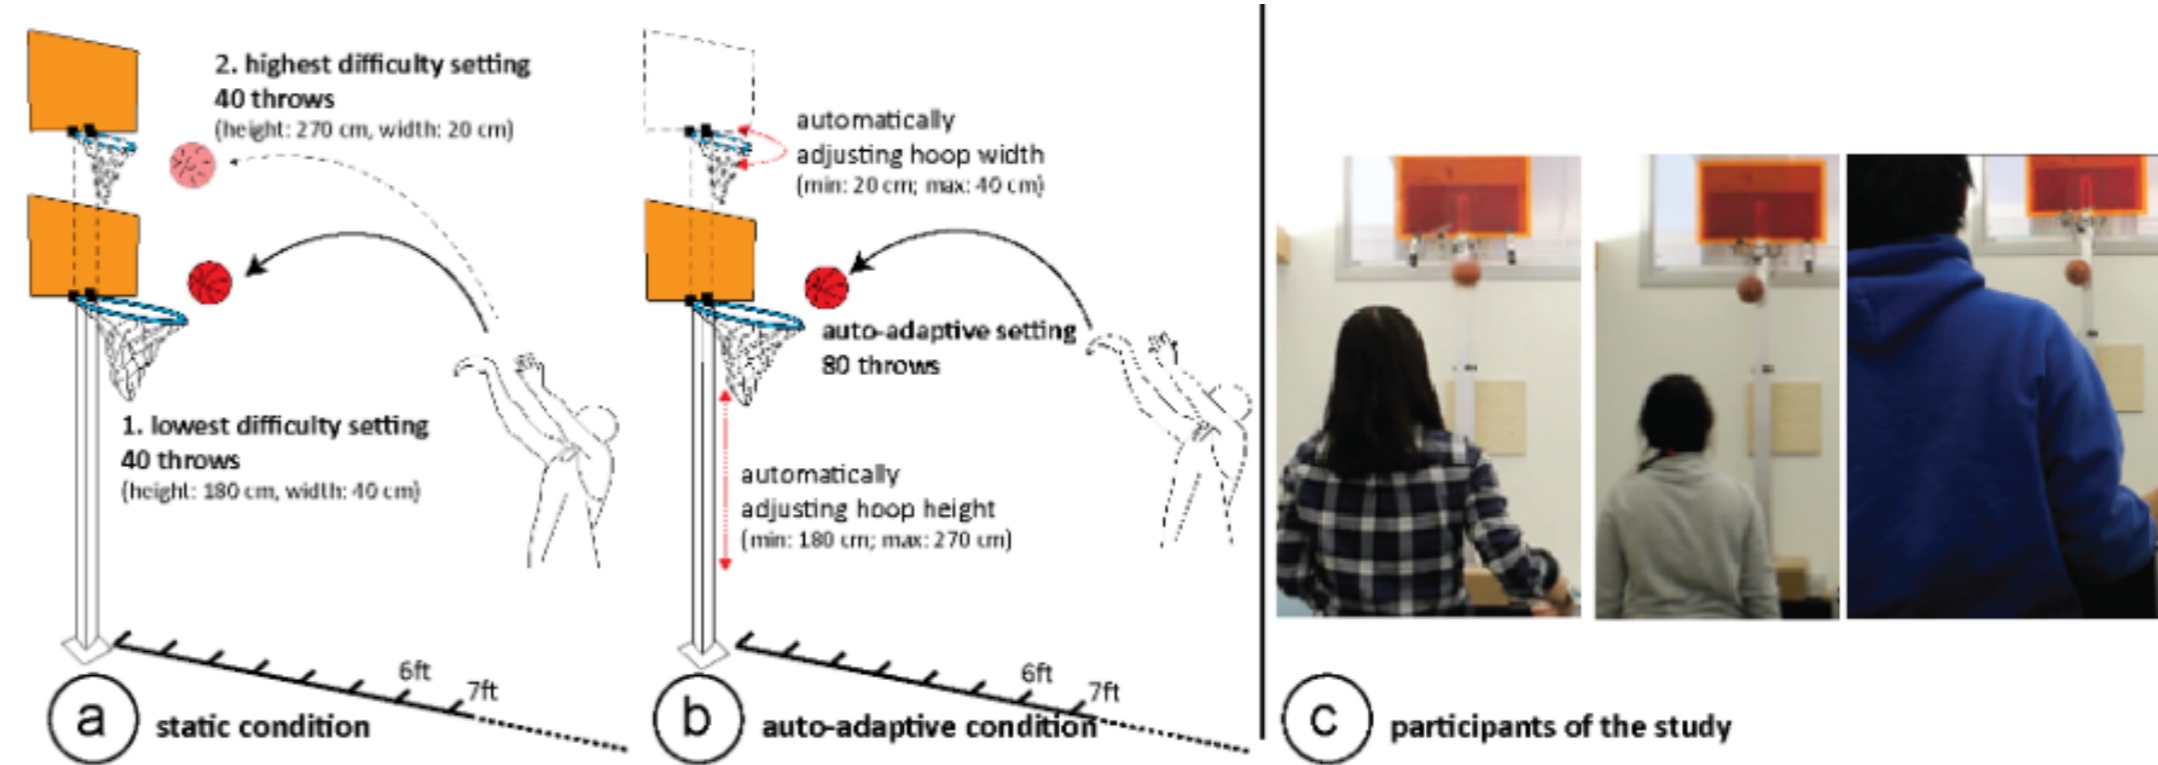 2. highest difficulty setting
40 throws
(height: 270 cm, width: 20 cm)
1. lowest difficulty setting
40 throws
(height: 180 cm, width: 40 cm)
6ft
7ft
a
static condition
automatically
adjusting hoop width
(min: 20 cm; max: 40 cm)
auto-adaptive setting
80 throws
automatically
adjusting hoop height
(min: 180 cm; max: 270 cm)
6ft
7ft
b
auto-adaptive condition
c
participants of the study